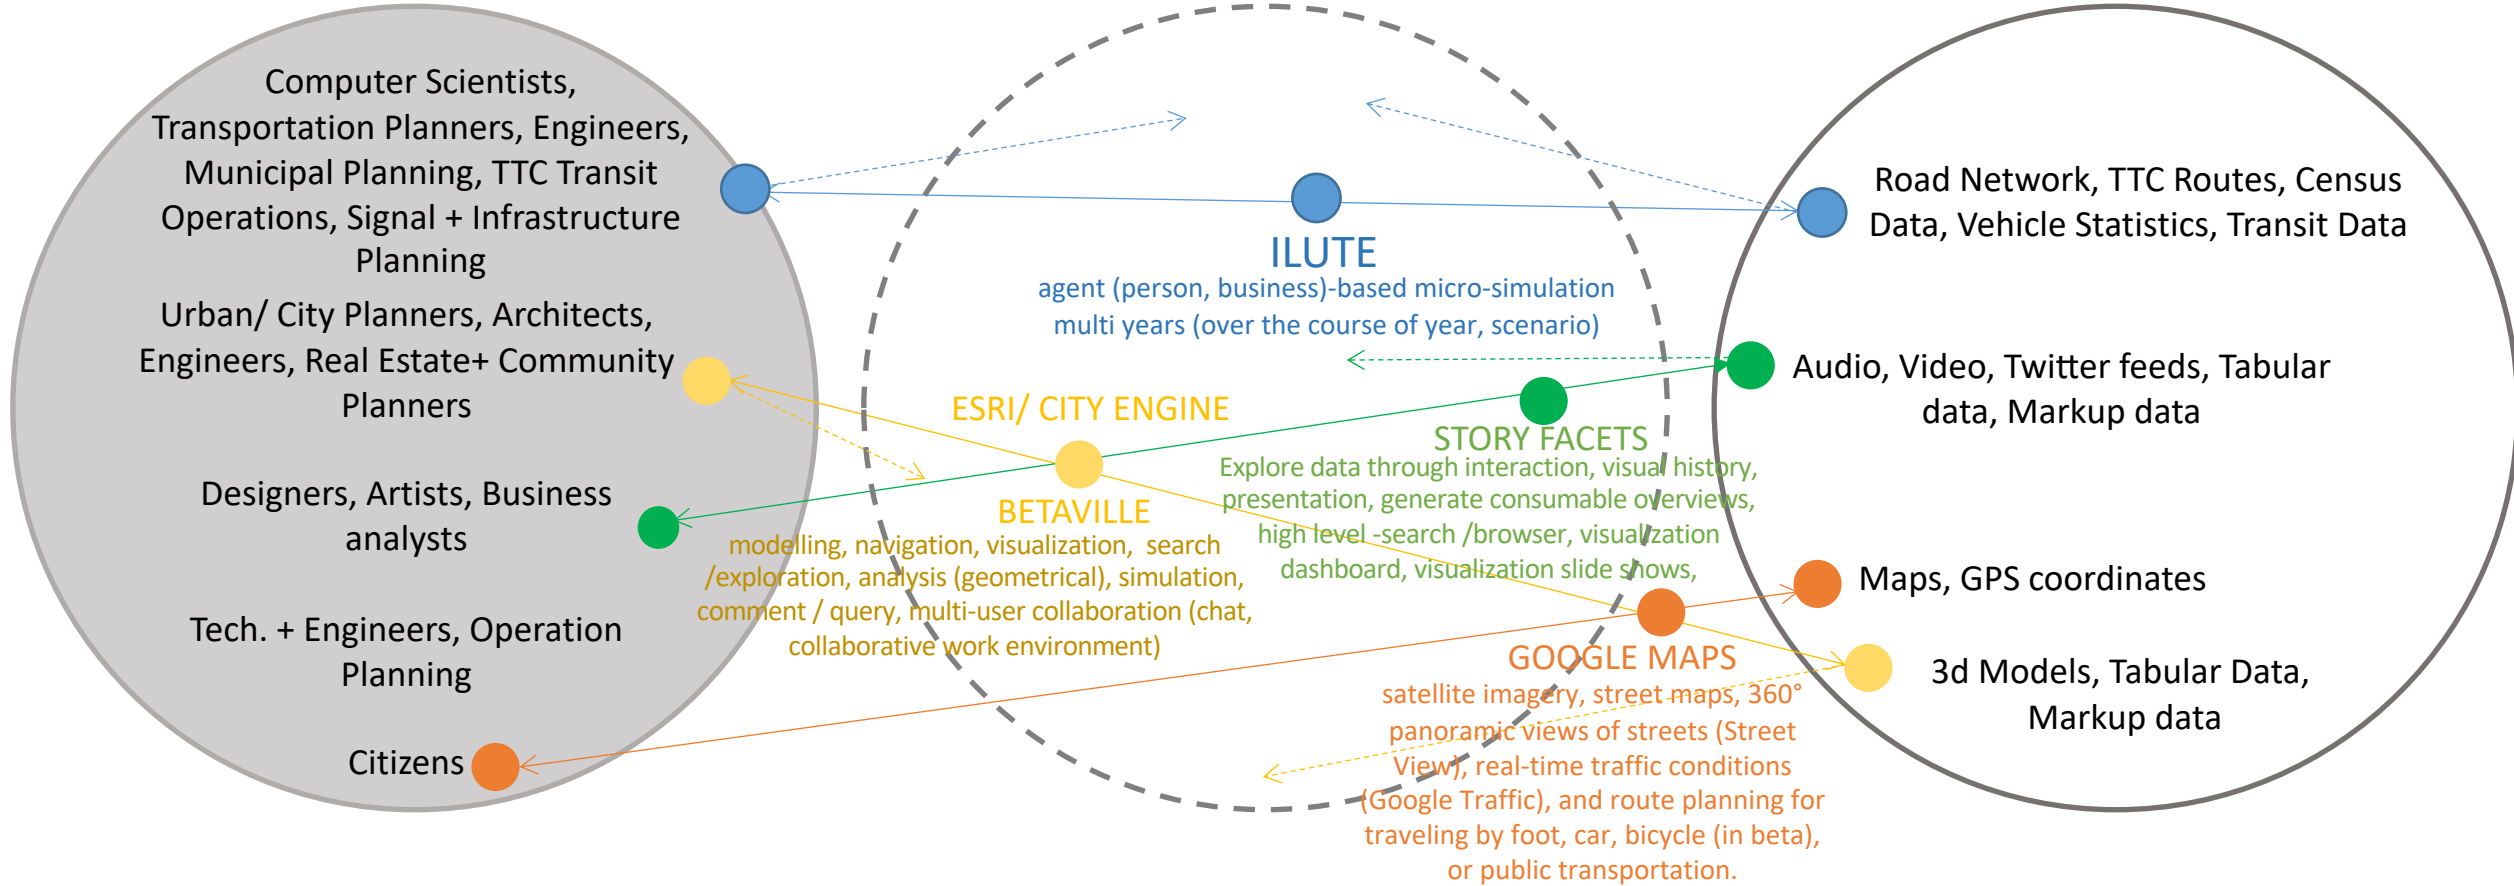 Computer Scientists,
Transportation Planners, Engineers,
Municipal Planning, TTC Transit
Operations, Signal + Infrastructure
Planning
Urban/ City Planners, Architects,
Engineers, Real Estate+ Community
Planners
Designers, Artists, Business
analysts
Tech. + Engineers, Operation
Planning
Citizens
ILUTE
agent (person, business)-based micro-simulation
multi years (over the course of year, scenario)
ESRI/ CITY ENGINE
BETAVILLE
modelling, navigation, visualization, search
/exploration, analysis (geometrical), simulation,
comment / query, multi-user collaboration (chat,
collaborative work environment)
STORY FACETS
Explore data through interaction, visual history,
presentation, generate consumable overviews,
high level -search /browser, visualization
dashboard, visualization slide shows,
GOOGLE MAPS
satellite imagery, street maps, 360°
panoramic views of streets (Street
View), real-time traffic conditions
(Google Traffic), and route planning for
traveling by foot, car, bicycle (in beta),
or public transportation.
Road Network, TTC Routes, Census
Data, Vehicle Statistics, Transit Data
Audio, Video, Twitter feeds, Tabular
data, Markup data
Maps, GPS coordinates
3d Models, Tabular Data,
Markup data